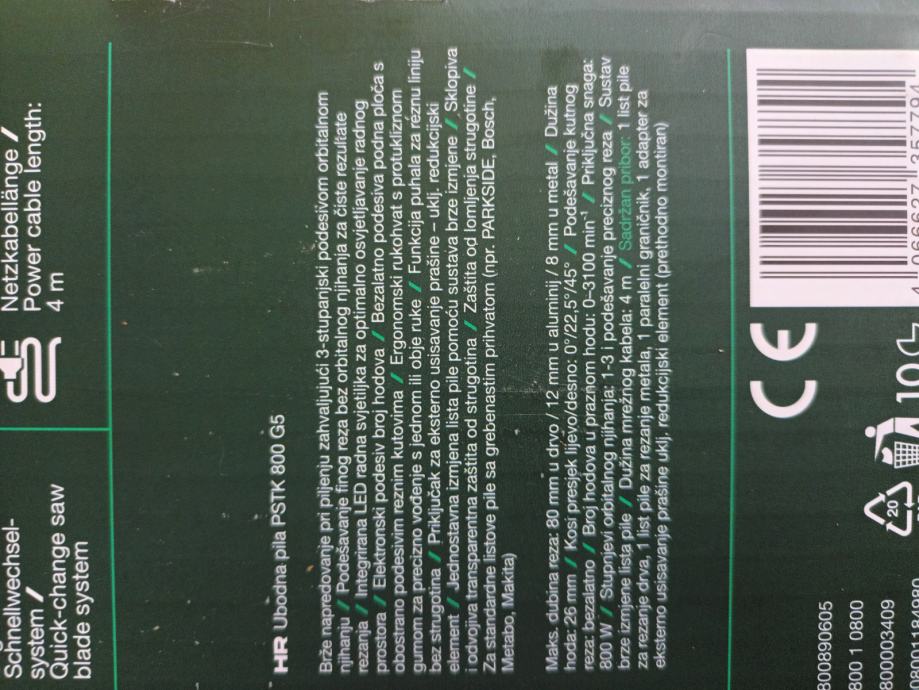 Schnellwechsel-
system /
Quick-change saw
blade system
Netzkabellänge /
Power cable length:
4 m
HR Ubodna pila PSTK 800 G5
Brže napredovanje pri piljenju zahvaljujući 3-stupanjski podesivom orbitalnom
njihanju / Podešavanje finog reza bez orbitalnog njihanja za čiste rezultate
rezanja / Integrirana LED radna svjetiljka za optimalno osvjetljavanje radnog
prostora / Elektronski podesiv broj hodova / Bezalatno podesiva podna ploča s
obostrano podesivim reznim kutovima / Ergonomski rukohvat s protukliznom
gumom za precizno vođenje s jednom ili obje ruke / Funkcija puhala za réznu liniju
bez strugotina / Priključak za eksterno usisavanje prašine – uklj. redukcijski
element / Jednostavna izmjena lista pile pomoću sustava brze izmjene / Sklopiva
i odvojiva transparentna zaštita od strugotina / Zaštita od lomljenja strugotine /
Za standardne listove pile sa grebenastim prihvatom (npr. PARKSIDE, Bosch,
Metabo, Makita)
Maks. dubina reza: 80 mm u drvo / 12 mm u aluminij / 8 mm u metal / Dužina
hoda: 26 mm / Kosi presjek lijevo/desno: 0°/22,5°/45° / Podešavanje kutnog
reza: bezalatno / Broj hodova u praznom hodu: 0–3100 min⁻¹ / Priključna snaga:
800 W / Stupnjevi orbitalnog njihanja: 1-3 | podešavanje preciznog reza / Sustav
brze izmjene lista pile / Dužina mrežnog kabela: 4 m / Sadržan pribor: 1 list pile
za rezanje drva, 1 list pile za rezanje metala, 1 paralelni graničnik, 1 adapter za
eksterno usisavanje prašine uklj. redukcijski element (prethodno montiran)
CE
20
10
800890605
800 1 0800
80003409